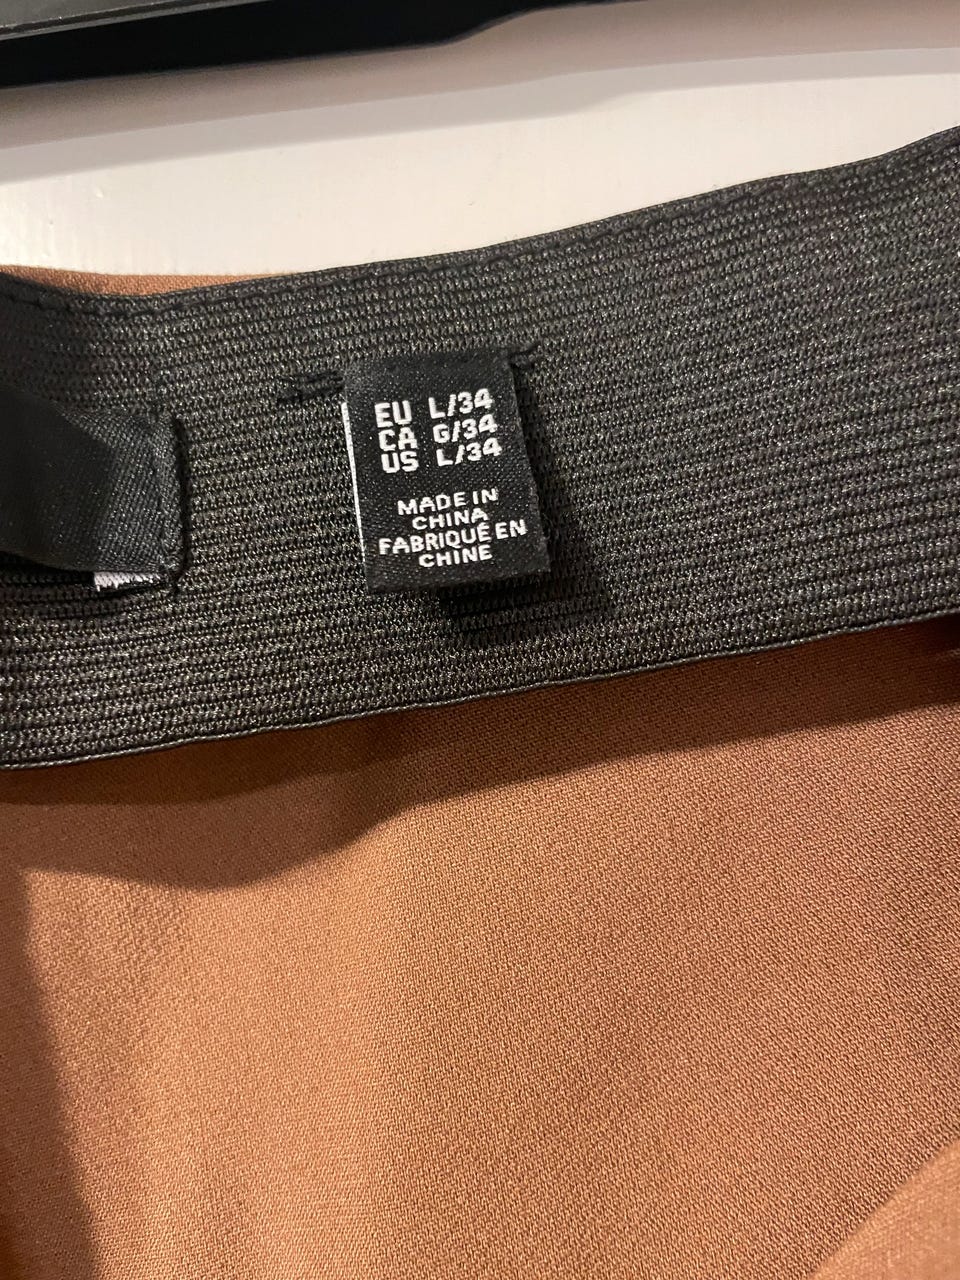 EU L/34
CA G/34
US L/34
MADE IN
CHINA
FABRIQUÉ EN
CHINE